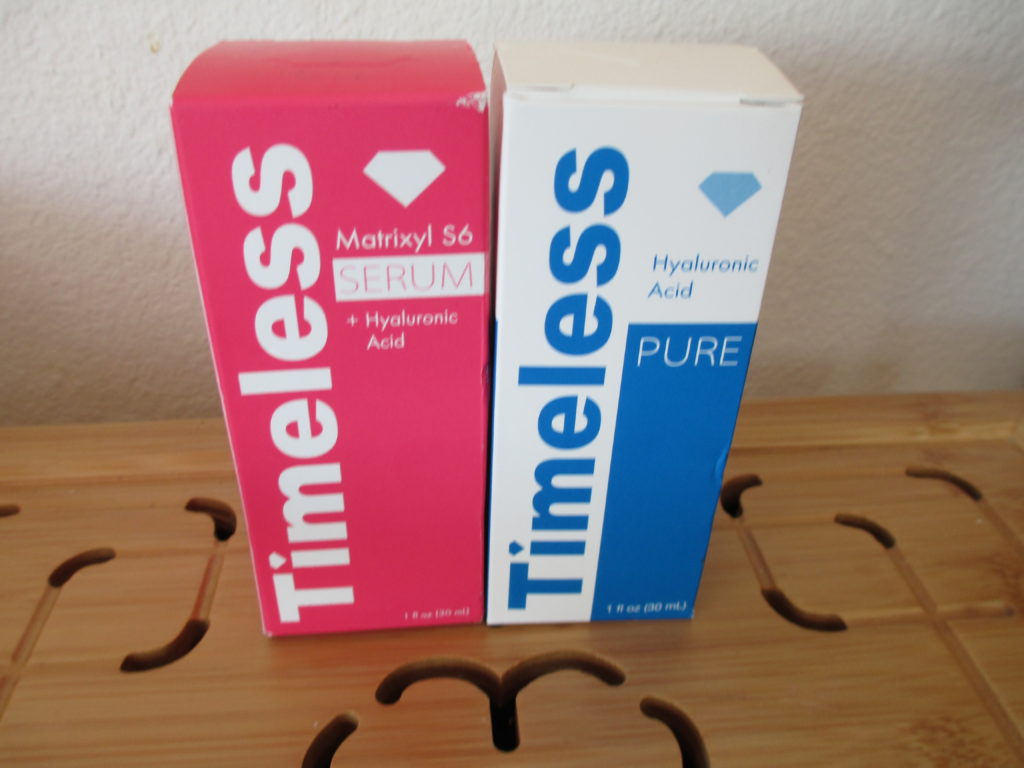 Timeless
Matrixyl S6
SERUM
+ Hyaluronic
Acid
1 fl oz (30 mL)
Timeless
Hyaluronic
Acid
PURE
1 fl oz (30 mL)